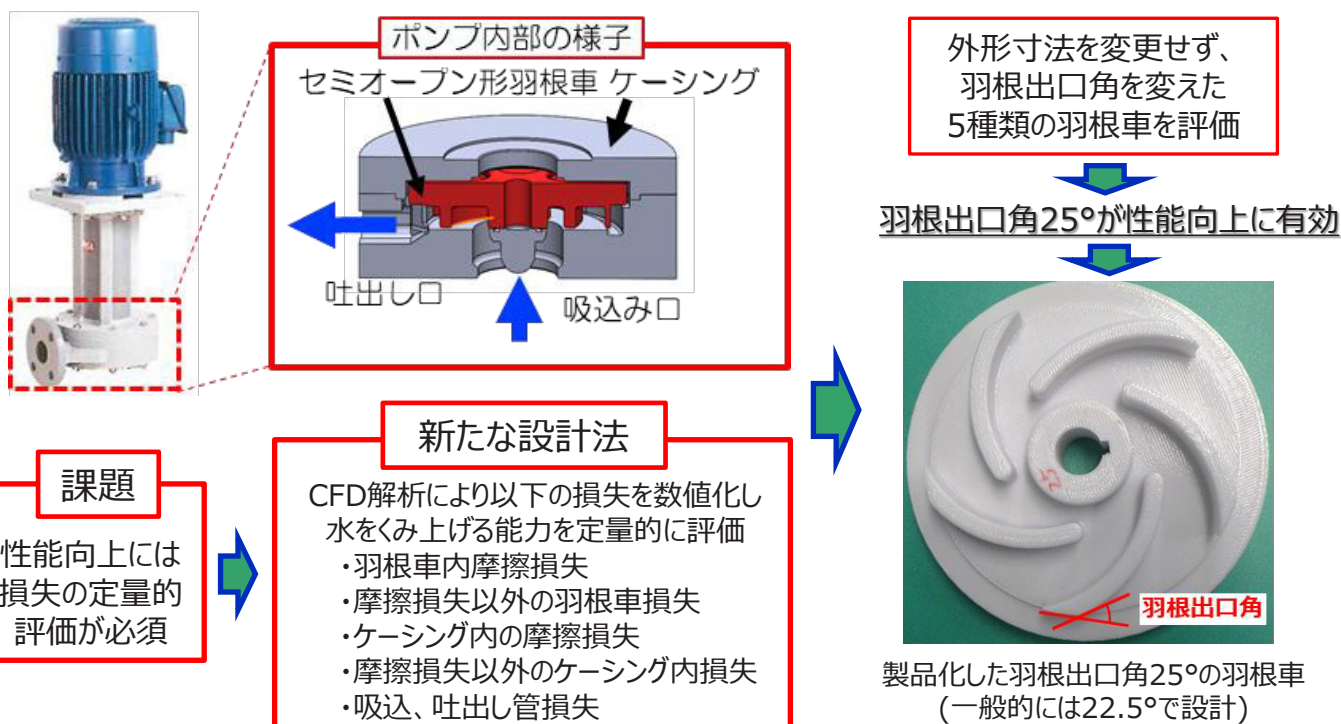 ポンプ内部の様子
セミオープン形羽根車 ケーシング
吐出し口
吸込み口
課題
性能向上には
損失の定量的
評価が必須
新たな設計法
CFD解析により以下の損失を数値化し
水をくみ上げる能力を定量的に評価
・羽根車内摩擦損失
・摩擦損失以外の羽根車損失
・ケーシング内の摩擦損失
・摩擦損失以外のケーシング内損失
・吸込、吐出し管損失
外形寸法を変更せず、
羽根出口角を変えた
5種類の羽根車を評価
羽根出口角25°が性能向上に有効
25
羽根出口角
製品化した羽根出口角25°の羽根車
(一般的には22.5°で設計)